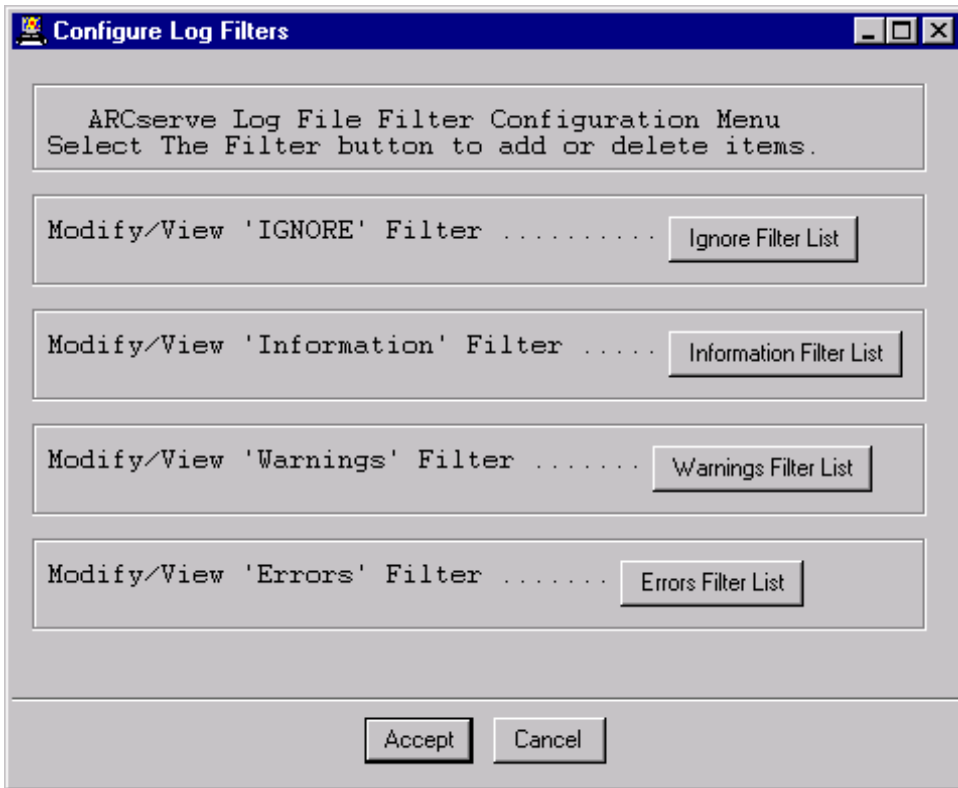 Configure Log Filters
ARCserve Log File Filter Configuration Menu
Select The Filter button to add or delete items.
Modify/View 'IGNORE' Filter .......... Ignore Filter List
Modify/View 'Information' Filter ..... Information Filter List
Modify/View 'Warnings' Filter ....... Warnings Filter List
Modify/View 'Errors' Filter ....... Errors Filter List
Accept Cancel